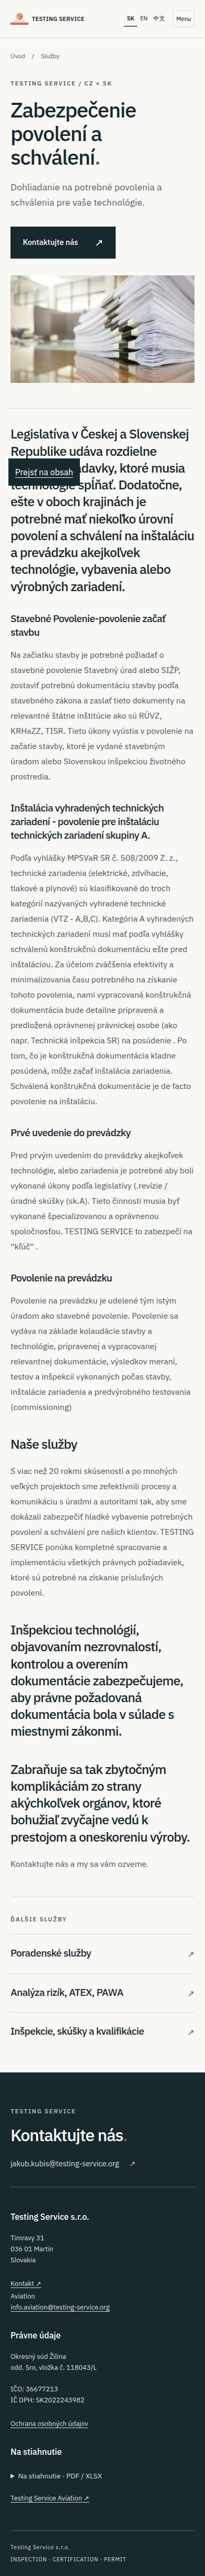 TESTING SERVICE
SK EN 中文 Menu
Úvod / Služby
TESTING SERVICE / CZ + SK
Zabezpečenie
povolení a
schválení.
Dohliadanie na potrebné povolenia a
schválenia pre vaše technológie.
Kontaktujte nás ↗
Legislatíva v Českej a Slovenskej
Republike udáva rozdielne
Prejsť na obsah
ktoré musia
spĺňať. Dodatočne,
ešte v oboch krajinách je
potrebné mať niekoľko úrovní
povolení a schválení na inštaláciu
a prevádzku akejkoľvek
technológie, vybavenia alebo
výrobných zariadení.
Stavebné Povolenie-povolenie začať
stavbu
Na začiatku stavby je potrebné požiadať o
stavebné povolenie Stavebný úrad alebo SIŽP,
zostaviť potrebnú dokumentáciu stavby podľa
stavebného zákona a zaslať tieto dokumenty na
relevantné štátne inštitúcie ako sú RÚVZ,
KRHaZZ, TISR. Tieto úkony vyústia v povolenie na
začatie stavby, ktoré je vydané stavebným
úradom alebo Slovenskou inšpekciou životného
prostredia.
Inštalácia vyhradených technických
zariadení - povolenie pre inštaláciu
technických zariadení skupiny A.
Podľa vyhlášky MPSVaR SR č. 508/2009 Z. z.,
technické zariadenia (elektrické, zdvíhacie,
tlakové a plynové) sú klasifikované do troch
kategórií nazývaných vyhradené technické
zariadenia (VTZ - A,B,C). Kategória A vyhradených
technických zariadení musí mať podľa vyhlášky
schválenú konštrukčnú dokumentáciu ešte pred
inštaláciou. Za účelom zväčšenia efektivity a
minimalizovania času potrebného na získanie
tohoto povolenia, nami vypracovaná konštrukčná
dokumentácia bude detailne pripravená a
predložená oprávnenej právnickej osobe (ako
napr. Technická inšpekcia SR) na posúdenie . Po
tom, čo je konštrukčná dokumentácia kladne
posúdená, môže začať inštalácia zariadenia.
Schválená konštrukčná dokumentácia je de facto
povolenie na inštaláciu.
Prvé uvedenie do prevádzky
Pred prvým uvedením do prevádzky akejkoľvek
technológie, alebo zariadenia je potrebné aby boli
vykonané úkony podľa legislatívy (.revízie /
úradné skúšky (sk.A). Tieto činnosti musia byť
vykonané špecializovanou a oprávnenou
spoločnosťou. TESTING SERVICE to zabezpečí na
“kľúč” .
Povolenie na prevádzku
Povolenie na prevádzku je udelené tým istým
úradom ako stavebné povolenie. Povolenie sa
vydáva na základe kolaudácie stavby a
technológie, pripravenej a vypracovanej
releventnej dokumentácie, výsledkov meraní,
testov a inšpekcií vykonaných počas stavby,
inštalácie zariadenia a predvýrobného testovania
(commissioning)
Naše služby
S viac než 20 rokmi skúseností a po mnohých
veľkých projektoch sme zefektívnili procesy a
komunikáciu s úradmi a autoritami tak, aby sme
dokázali zabezpečiť hladké vybavenie potrebných
povolení a schválení pre našich klientov. TESTING
SERVICE ponúka kompletné spracovanie a
implementáciu všetkých právnych požiadaviek,
ktoré sú potrebné na získanie príslušných
povolení.
Inšpekciou technológií,
objavovaním nezrovnalostí,
kontrolou a overením
dokumentácie zabezpečujeme,
aby právne požadovaná
dokumentácia bola v súlade s
miestnymi zákonmi.
Zabraňuje sa tak zbytočným
komplikáciám zo strany
akýchkoľvek orgánov, ktoré
bohužiaľ zvyčajne vedú k
prestojom a oneskoreniu výroby.
Kontaktujte nás a my sa vám ozveme.
ĎALŠIE SLUŽBY
Poradenské služby ↗
Analýza rizík, ATEX, PAWA ↗
Inšpekcie, skúšky a kvalifikácie ↗
TESTING SERVICE
Kontaktujte nás.
jakub.kubis@testing-service.org ↗
Testing Service s.r.o.
Timravy 31
036 01 Martin
Slovakia
Kontakt ↗
Aviation
info.aviation@testing-service.org
Právne údaje
Okresný súd Žilina
odd. Sro, vložka č. 118043/L
IČO: 36677213
IČ DPH: SK2022243982
Ochrana osobných údajov
Na stiahnutie
▶ Na stiahnutie · PDF / XLSX
Testing Service Aviation ↗
Testing Service s.r.o.
INSPECTION · CERTIFICATION · PERMIT